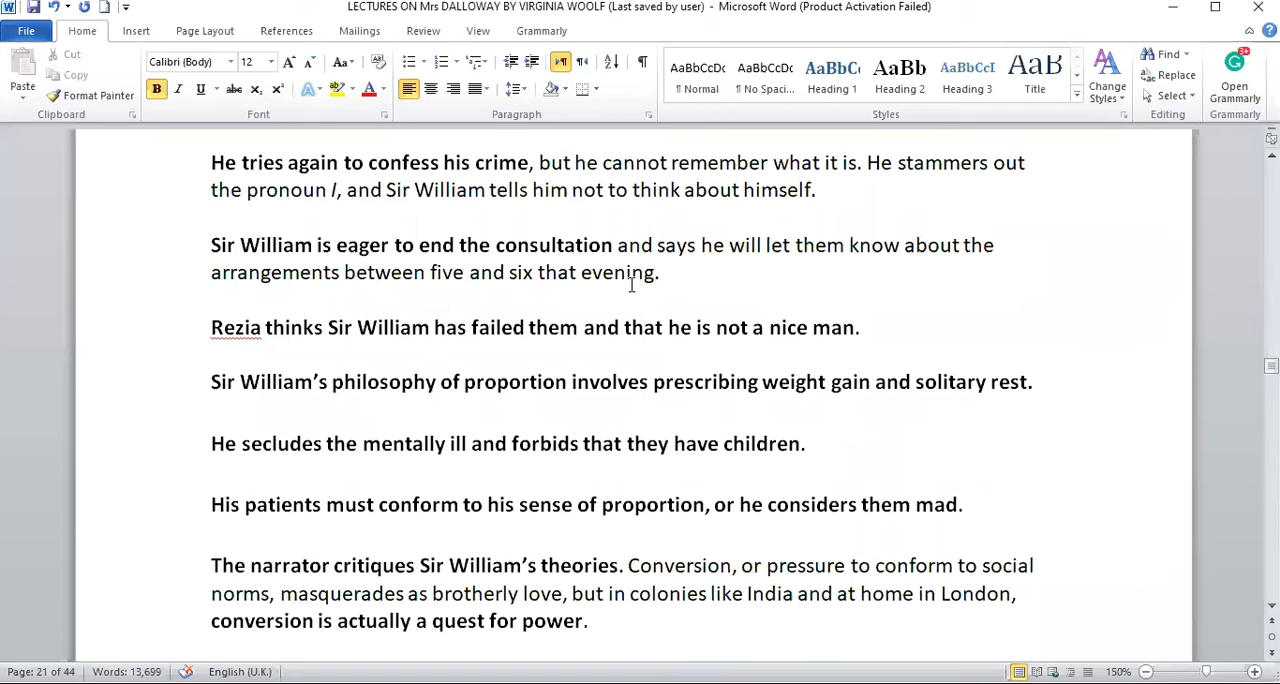 LECTURES ON Mrs DALLOWAY BY VIRGINIA WOOLF (Last saved by user) - Microsoft Word (Product Activation Failed)
File Home Insert Page Layout References Mailings Review View Grammarly
Paste Cut Copy Format Painter
Calibri (Body) 12
AaBbCcDc AaBbCcDc AaBbC AaBb AaBbCcI AaB
¶ Normal ¶ No Spaci... Heading 1 Heading 2 Heading 3 Title
Change Styles
Find Replace Select
Open Grammarly
Clipboard Font Paragraph Styles Editing Grammarly
He tries again to confess his crime, but he cannot remember what it is. He stammers out
the pronoun I, and Sir William tells him not to think about himself.
Sir William is eager to end the consultation and says he will let them know about the
arrangements between five and six that evening.
Rezia thinks Sir William has failed them and that he is not a nice man.
Sir William's philosophy of proportion involves prescribing weight gain and solitary rest.
He secludes the mentally ill and forbids that they have children.
His patients must conform to his sense of proportion, or he considers them mad.
The narrator critiques Sir William's theories. Conversion, or pressure to conform to social
norms, masquerades as brotherly love, but in colonies like India and at home in London,
conversion is actually a quest for power.
Page: 21 of 44 Words: 13,699 English (U.K.) 150%